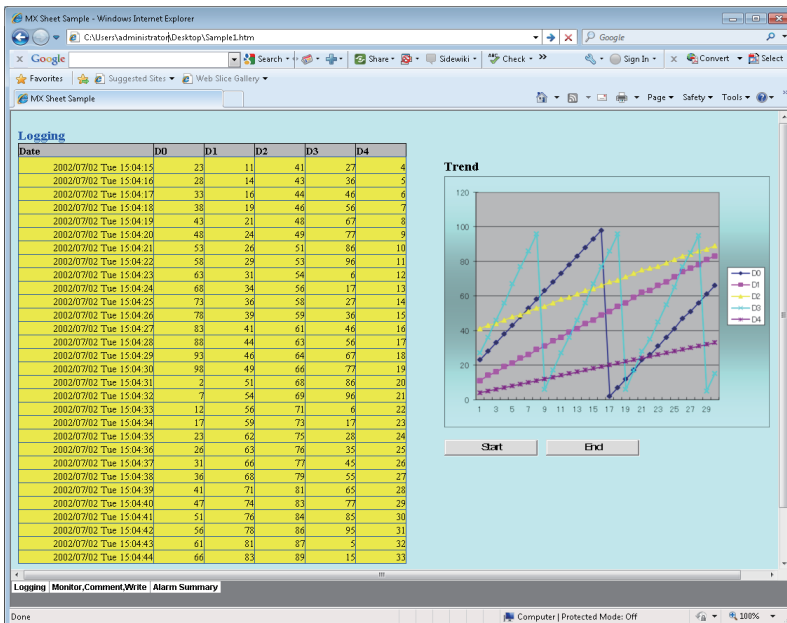 MX Sheet Sample - Windows Internet Explorer
C:\Users\administrator\Desktop\Sample1.htm
Google
x Google
Search
Share
Sidewiki
Check
Sign In
x Convert
Select
Favorites
Suggested Sites
Web Slice Gallery
MX Sheet Sample
Page
Safety
Tools
Logging
Date D0 D1 D2 D3 D4
2002/07/02 Tue 15:04:15 23 11 41 27 4
2002/07/02 Tue 15:04:16 28 14 43 36 5
2002/07/02 Tue 15:04:17 33 16 44 46 6
2002/07/02 Tue 15:04:18 38 19 46 56 7
2002/07/02 Tue 15:04:19 43 21 48 67 8
2002/07/02 Tue 15:04:20 48 24 49 77 9
2002/07/02 Tue 15:04:21 53 26 51 86 10
2002/07/02 Tue 15:04:22 58 29 53 96 11
2002/07/02 Tue 15:04:23 63 31 54 6 12
2002/07/02 Tue 15:04:24 68 34 56 17 13
2002/07/02 Tue 15:04:25 73 36 58 27 14
2002/07/02 Tue 15:04:26 78 39 59 36 15
2002/07/02 Tue 15:04:27 83 41 61 46 16
2002/07/02 Tue 15:04:28 88 44 63 56 17
2002/07/02 Tue 15:04:29 93 46 64 67 18
2002/07/02 Tue 15:04:30 98 49 66 77 19
2002/07/02 Tue 15:04:31 2 51 68 86 20
2002/07/02 Tue 15:04:32 7 54 69 96 21
2002/07/02 Tue 15:04:33 12 56 71 6 22
2002/07/02 Tue 15:04:34 17 59 73 17 23
2002/07/02 Tue 15:04:35 23 62 75 28 24
2002/07/02 Tue 15:04:36 26 63 76 35 25
2002/07/02 Tue 15:04:37 31 66 77 45 26
2002/07/02 Tue 15:04:38 36 68 79 55 27
2002/07/02 Tue 15:04:39 41 71 81 65 28
2002/07/02 Tue 15:04:40 47 74 83 77 29
2002/07/02 Tue 15:04:41 51 76 84 85 30
2002/07/02 Tue 15:04:42 56 78 86 95 31
2002/07/02 Tue 15:04:43 61 81 87 5 32
2002/07/02 Tue 15:04:44 66 83 89 15 33
Trend
120
100
80
60
40
20
0
1 3 5 7 9 11 13 15 17 19 21 23 25 27 29
D0
D1
D2
D3
D4
Start
End
Logging
Monitor,Comment,Write
Alarm Summary
Done
Computer | Protected Mode: Off
100%